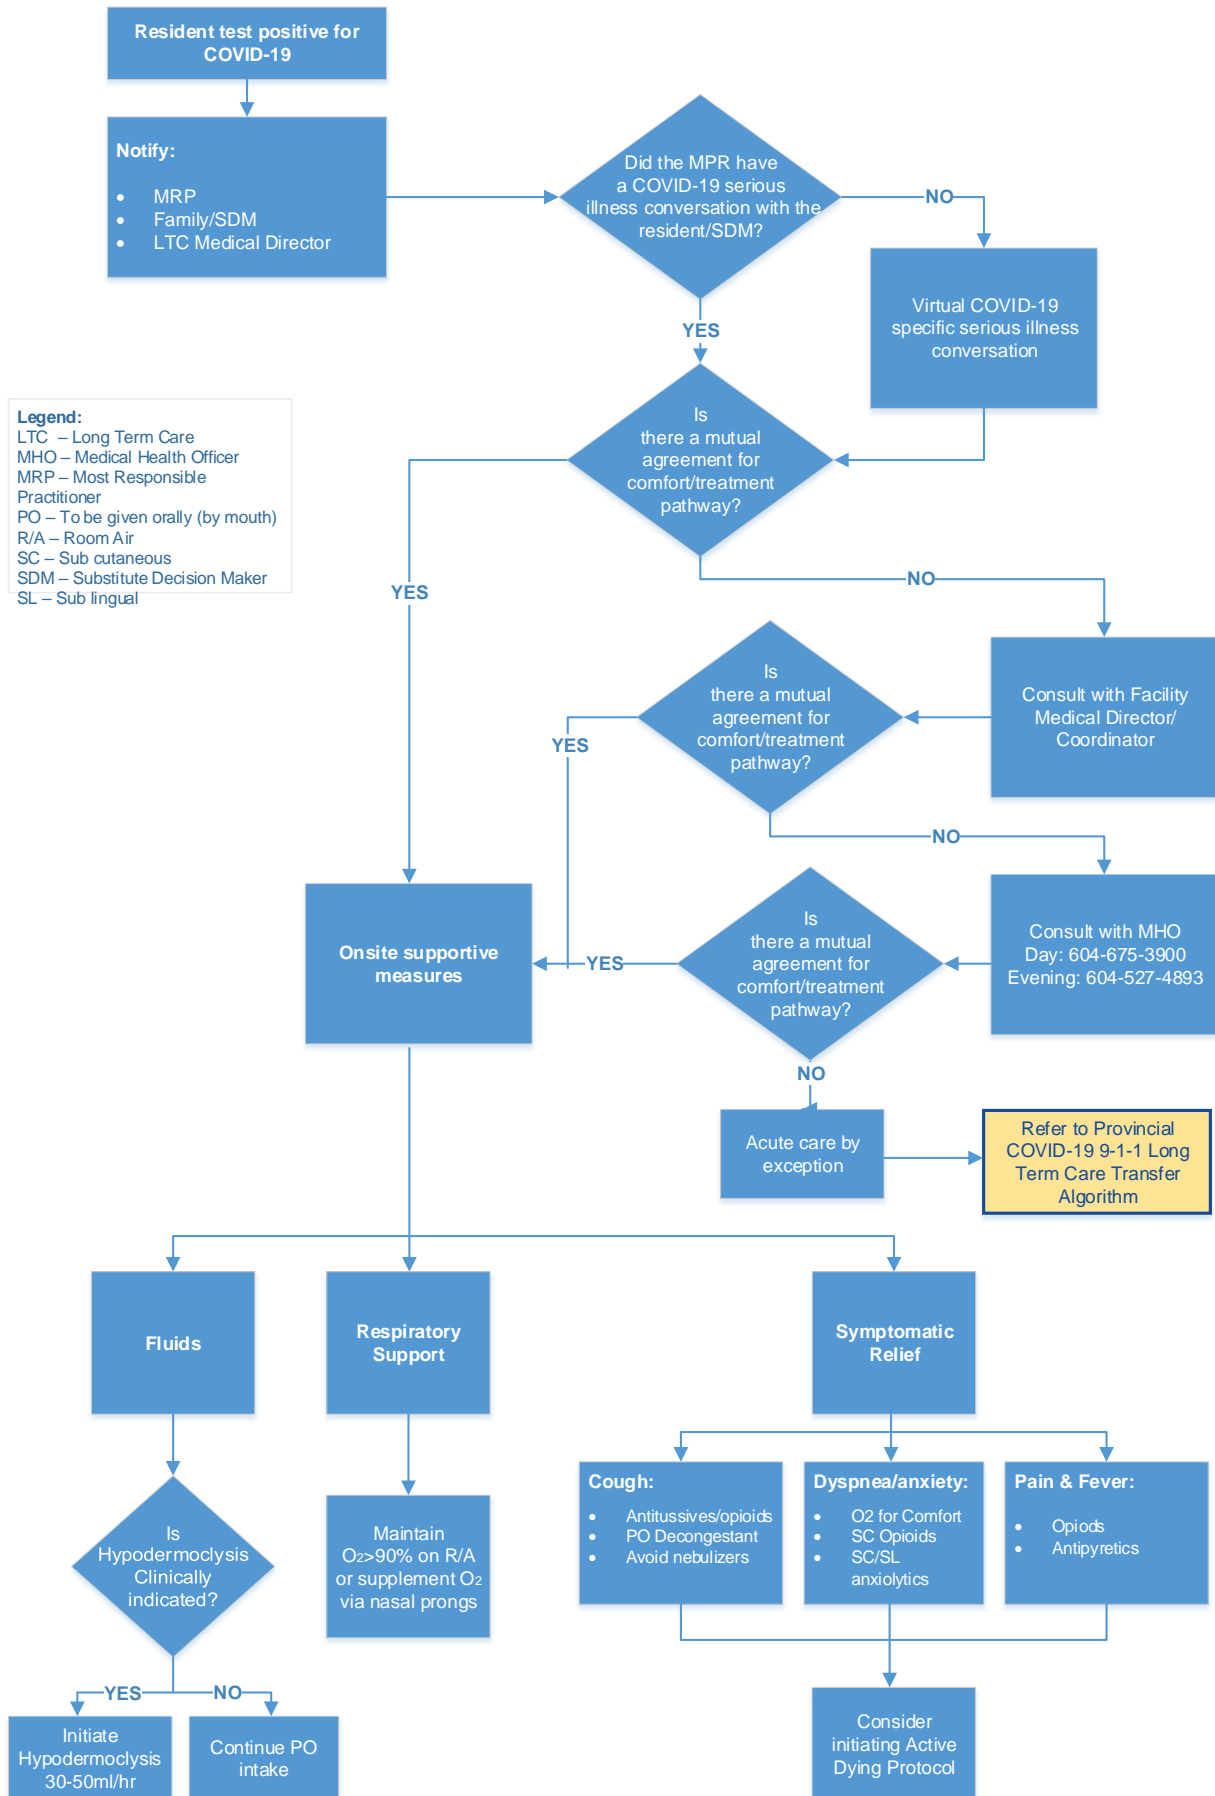 Resident test positive for
COVID-19
Notify:
• MRP
• Family/SDM
• LTC Medical Director
Did the MPR have
a COVID-19 serious
illness conversation with the
resident/SDM?
NO
Virtual COVID-19
specific serious illness
conversation
YES
Legend:
LTC – Long Term Care
MHO – Medical Health Officer
MRP – Most Responsible
Practitioner
PO – To be given orally (by mouth)
R/A – Room Air
SC – Sub cutaneous
SDM – Substitute Decision Maker
SL – Sub lingual
Is
there a mutual
agreement for
comfort/treatment
pathway?
YES
NO
Consult with Facility
Medical Director/
Coordinator
Is
there a mutual
agreement for
comfort/treatment
pathway?
YES
NO
Consult with MHO
Day: 604-675-3900
Evening: 604-527-4893
Is
there a mutual
agreement for
comfort/treatment
pathway?
YES
Onsite supportive
measures
NO
Acute care by
exception
Refer to Provincial
COVID-19 9-1-1 Long
Term Care Transfer
Algorithm
Fluids
Respiratory
Support
Symptomatic
Relief
Is
Hypodermoclysis
Clinically
indicated?
Maintain
O2>90% on R/A
or supplement O2
via nasal prongs
Cough:
• Antitussives/opioids
• PO Decongestant
• Avoid nebulizers
Dyspnea/anxiety:
• O2 for Comfort
• SC Opioids
• SC/SL
anxiolytics
Pain & Fever:
• Opiods
• Antipyretics
YES
NO
Initiate
Hypodermoclysis
30-50ml/hr
Continue PO
intake
Consider
initiating Active
Dying Protocol